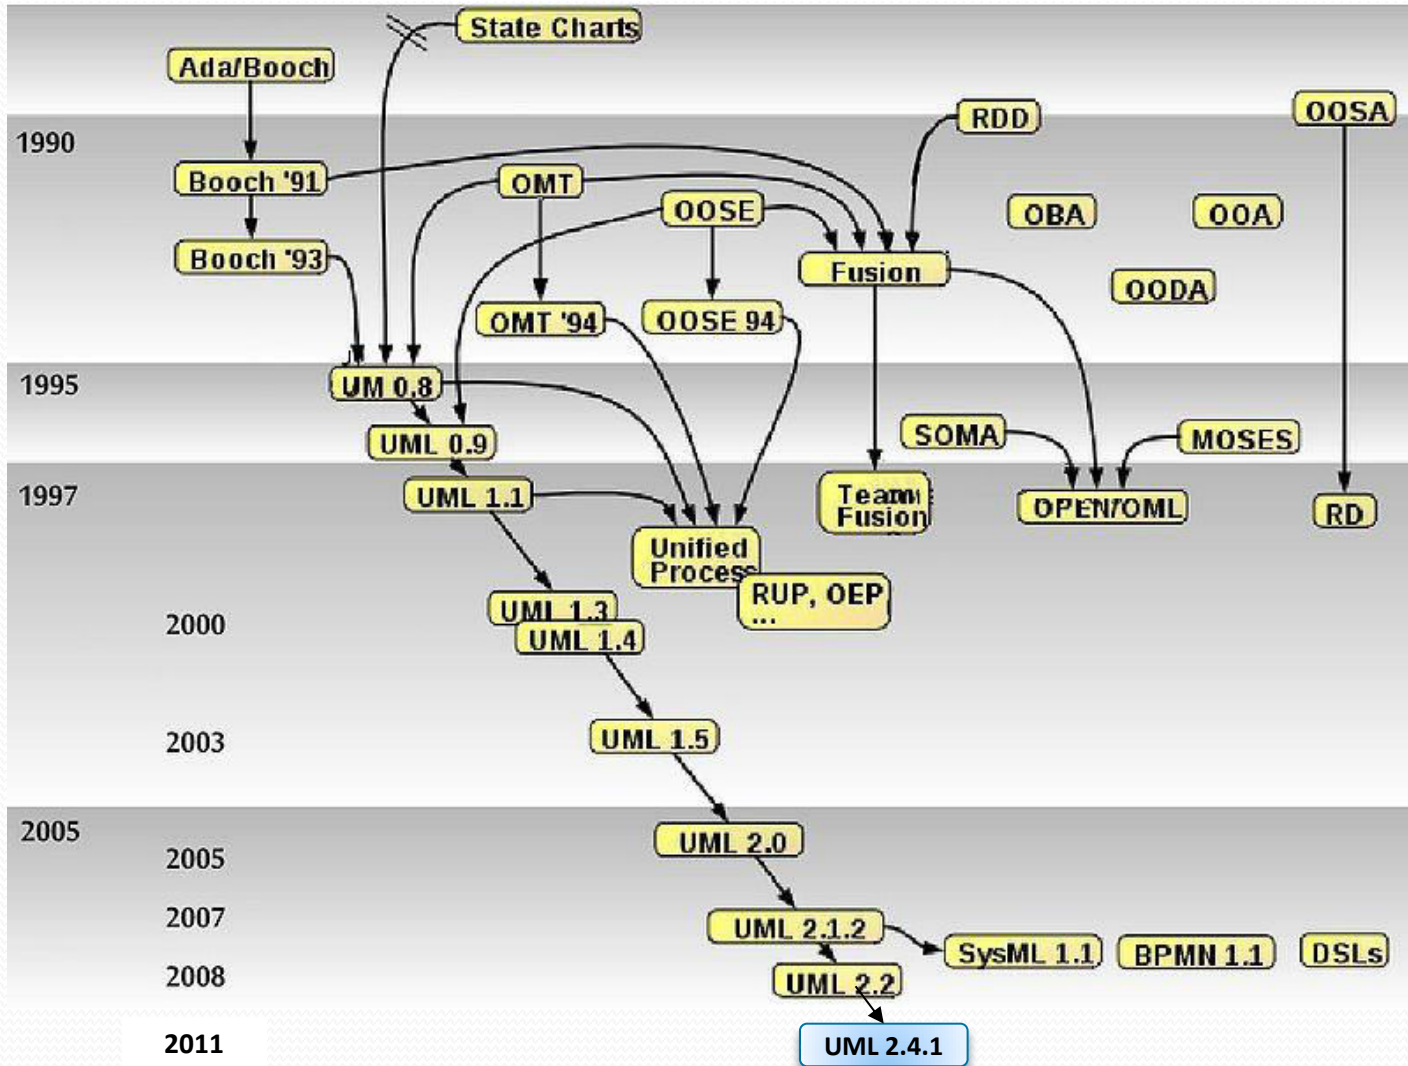 State Charts
Ada/Booch
OOSA
RDD
1990
Booch '91
OMT
OOSE
OBA
OOA
Booch '93
Fusion
OODA
OMT '94
OOSE 94
1995
UM 0.8
SOMA
MOSES
UML 0.9
1997
UML 1.1
Team
Fusion
OPEN/OML
RD
Unified
Process
RUP, OEP
...
UML 1.3
2000
UML 1.4
2003
UML 1.5
2005
UML 2.0
2005
2007
UML 2.1.2
SysML 1.1
BPMN 1.1
DSLs
2008
UML 2.2
2011
UML 2.4.1